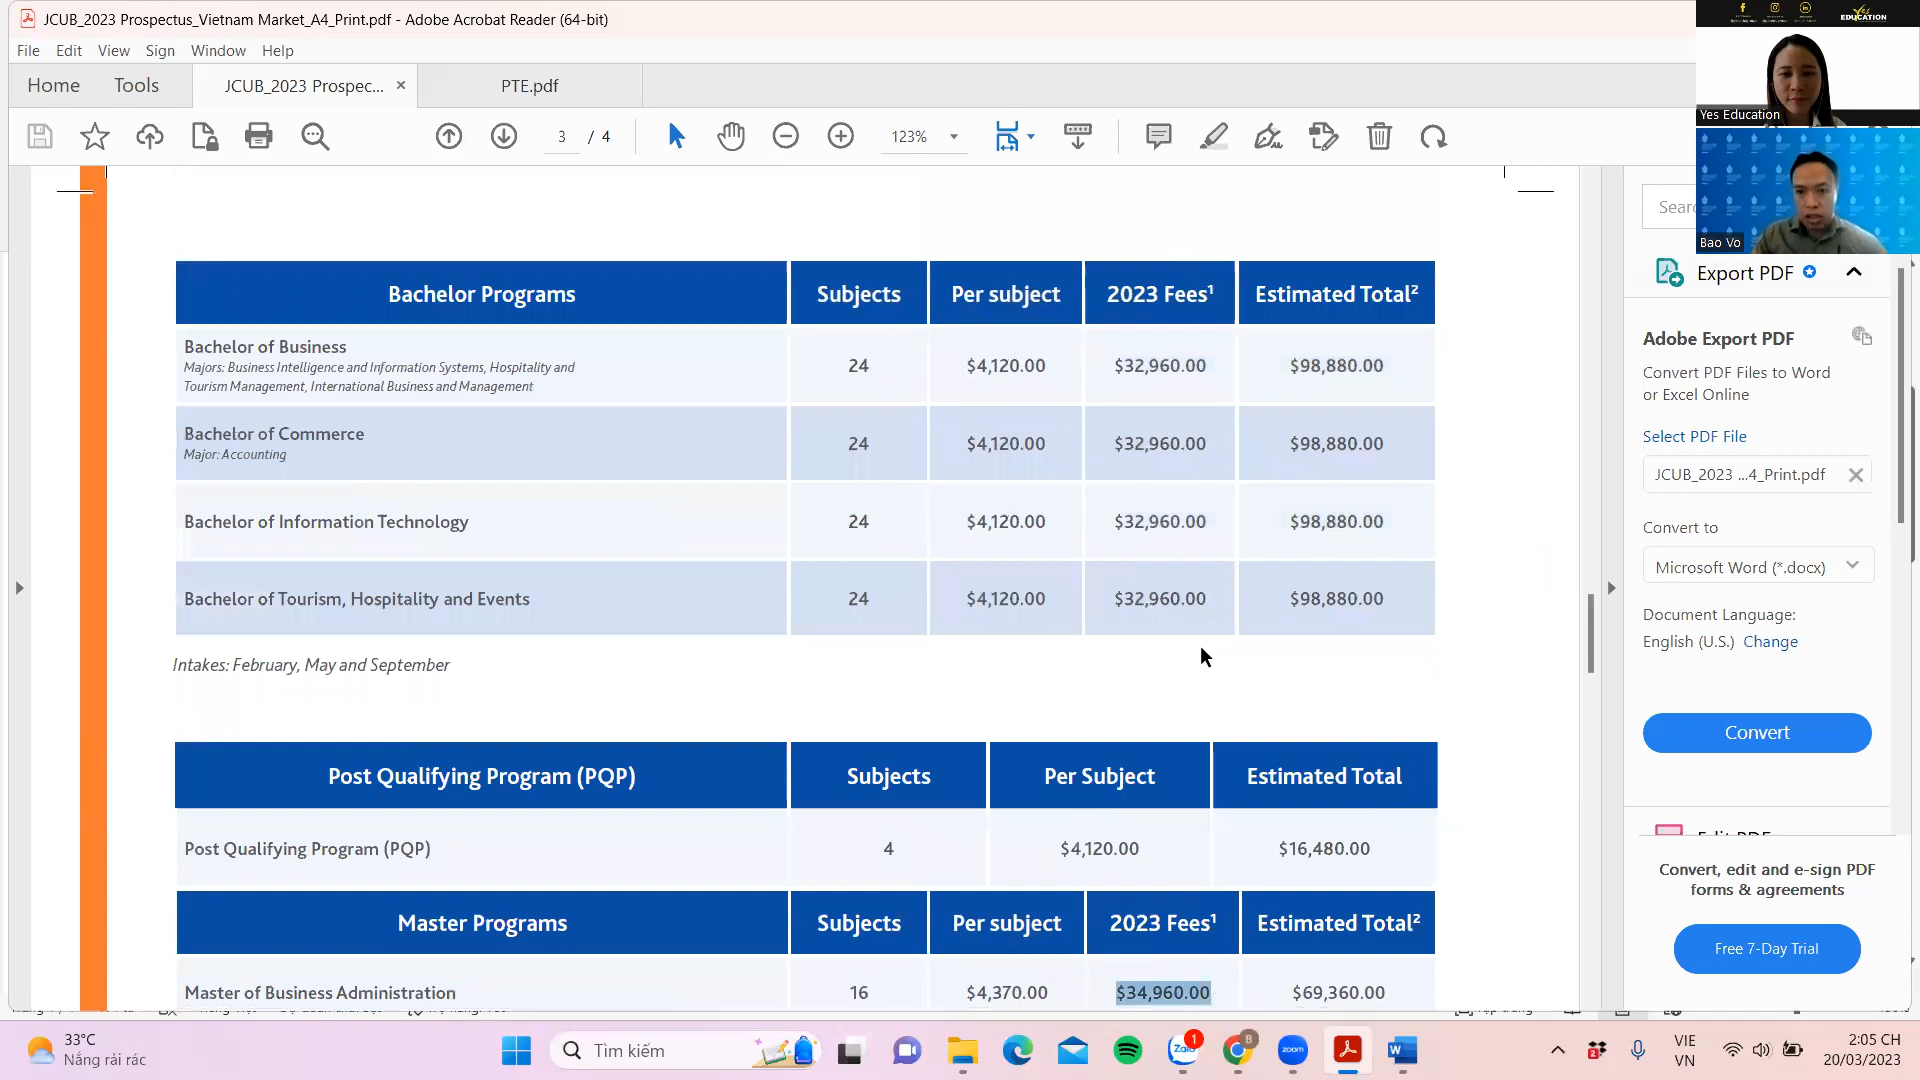 JCUB_2023 Prospectus_Vietnam Market_A4_Print.pdf - Adobe Acrobat Reader (64-bit)
File Edit View Sign Window Help
Home Tools JCUB_2023 Prospec... PTE.pdf
3 / 4 123%
Bachelor Programs Subjects Per subject 2023 Fees¹ Estimated Total²
Bachelor of Business
Majors: Business Intelligence and Information Systems, Hospitality and
Tourism Management, International Business and Management
24 $4,120.00 $32,960.00 $98,880.00
Bachelor of Commerce
Major: Accounting
24 $4,120.00 $32,960.00 $98,880.00
Bachelor of Information Technology 24 $4,120.00 $32,960.00 $98,880.00
Bachelor of Tourism, Hospitality and Events 24 $4,120.00 $32,960.00 $98,880.00
Intakes: February, May and September
Post Qualifying Program (PQP) Subjects Per Subject Estimated Total
Post Qualifying Program (PQP) 4 $4,120.00 $16,480.00
Master Programs Subjects Per subject 2023 Fees¹ Estimated Total²
Master of Business Administration 16 $4,370.00 $34,960.00 $69,360.00
Yes
EDUCATION
Yes Education
Bao Vo
Sear
Export PDF
Adobe Export PDF
Convert PDF Files to Word
or Excel Online
Select PDF File
JCUB_2023 ...4_Print.pdf
Convert to
Microsoft Word (*.docx)
Document Language:
English (U.S.) Change
Convert
Edit PDF
Convert, edit and e-sign PDF
forms & agreements
Free 7-Day Trial
33°C
Nắng rải rác
Tìm kiếm
Zalo
1
8
zoom
2
VIE
VN
2:05 CH
20/03/2023